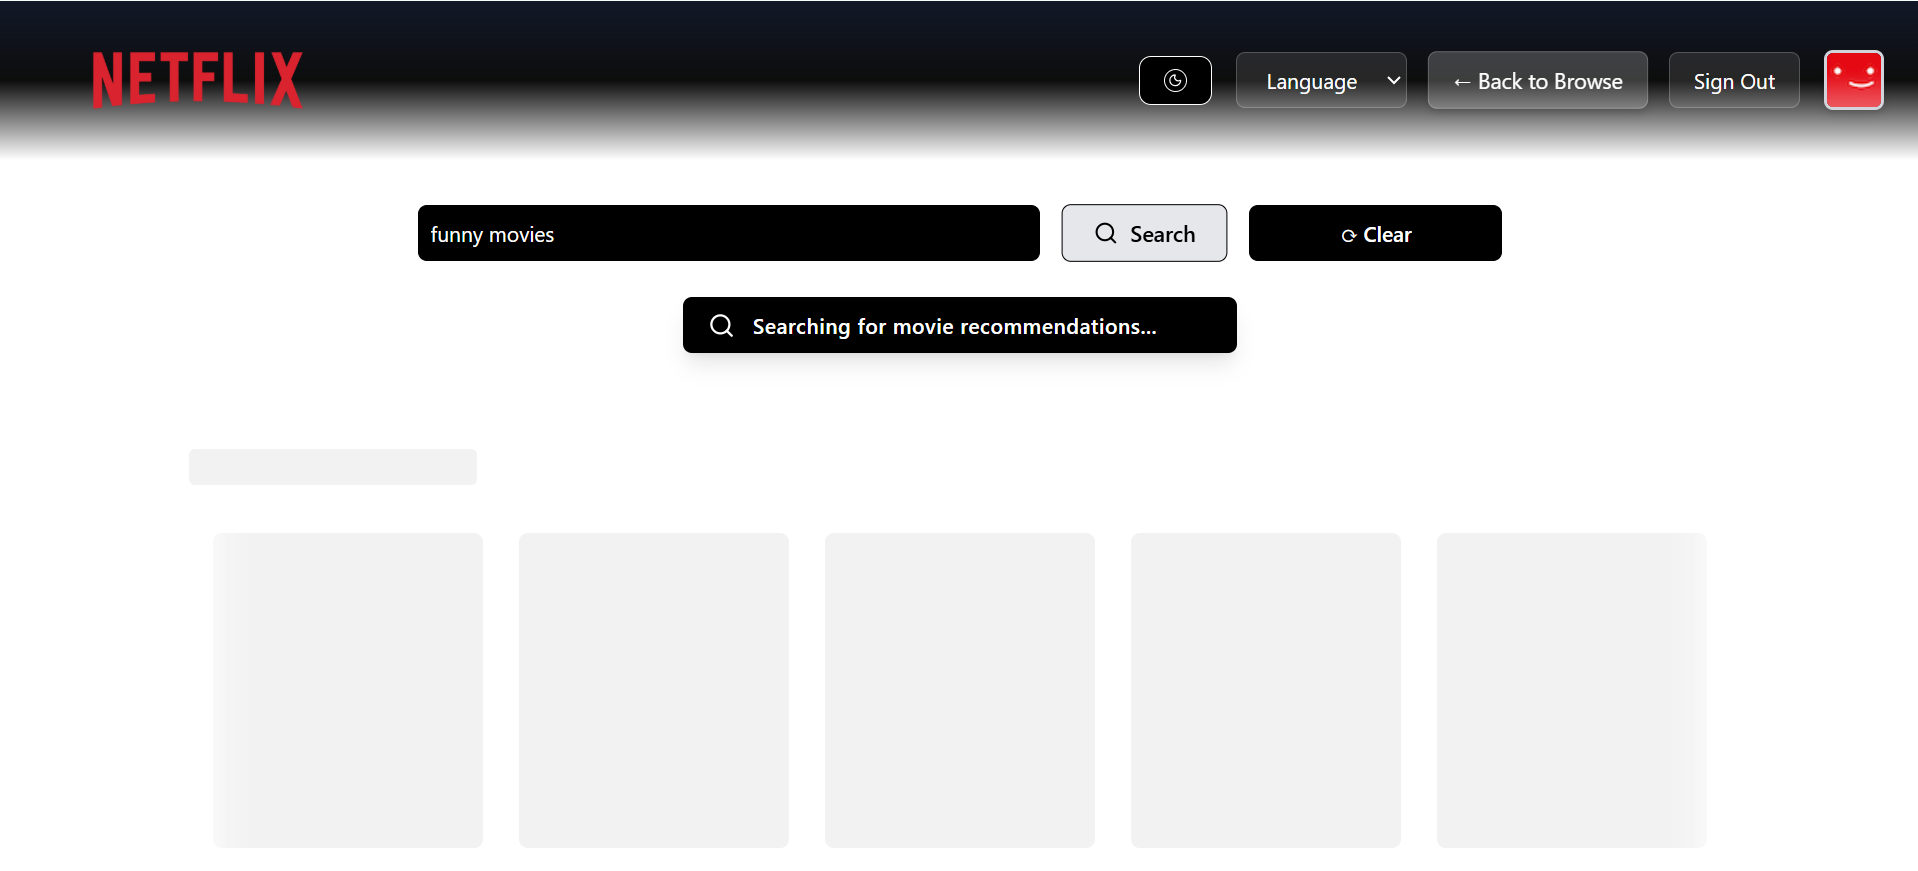 NETFLIX
Language
← Back to Browse
Sign Out
funny movies
Search
⟳ Clear
Searching for movie recommendations...